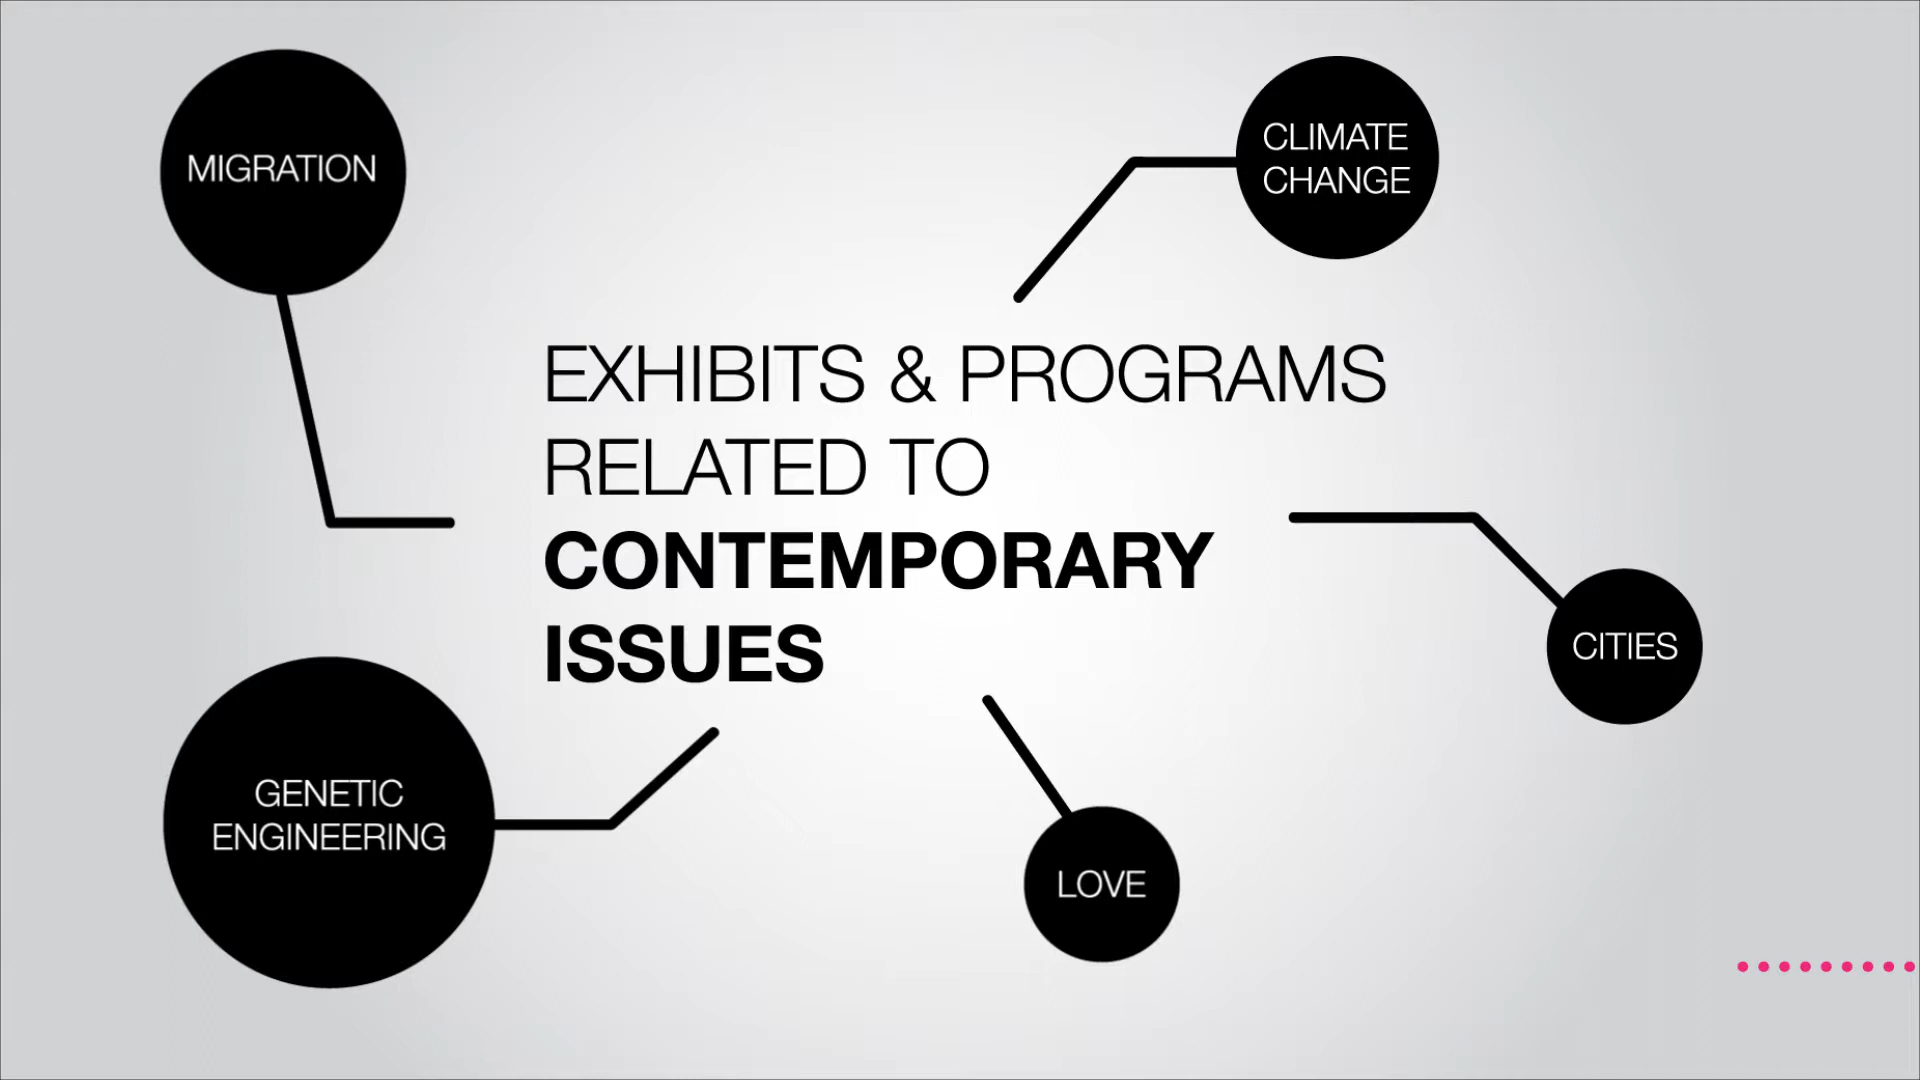 MIGRATION
CLIMATE
CHANGE
EXHIBITS & PROGRAMS
RELATED TO
CONTEMPORARY
ISSUES
CITIES
GENETIC
ENGINEERING
LOVE